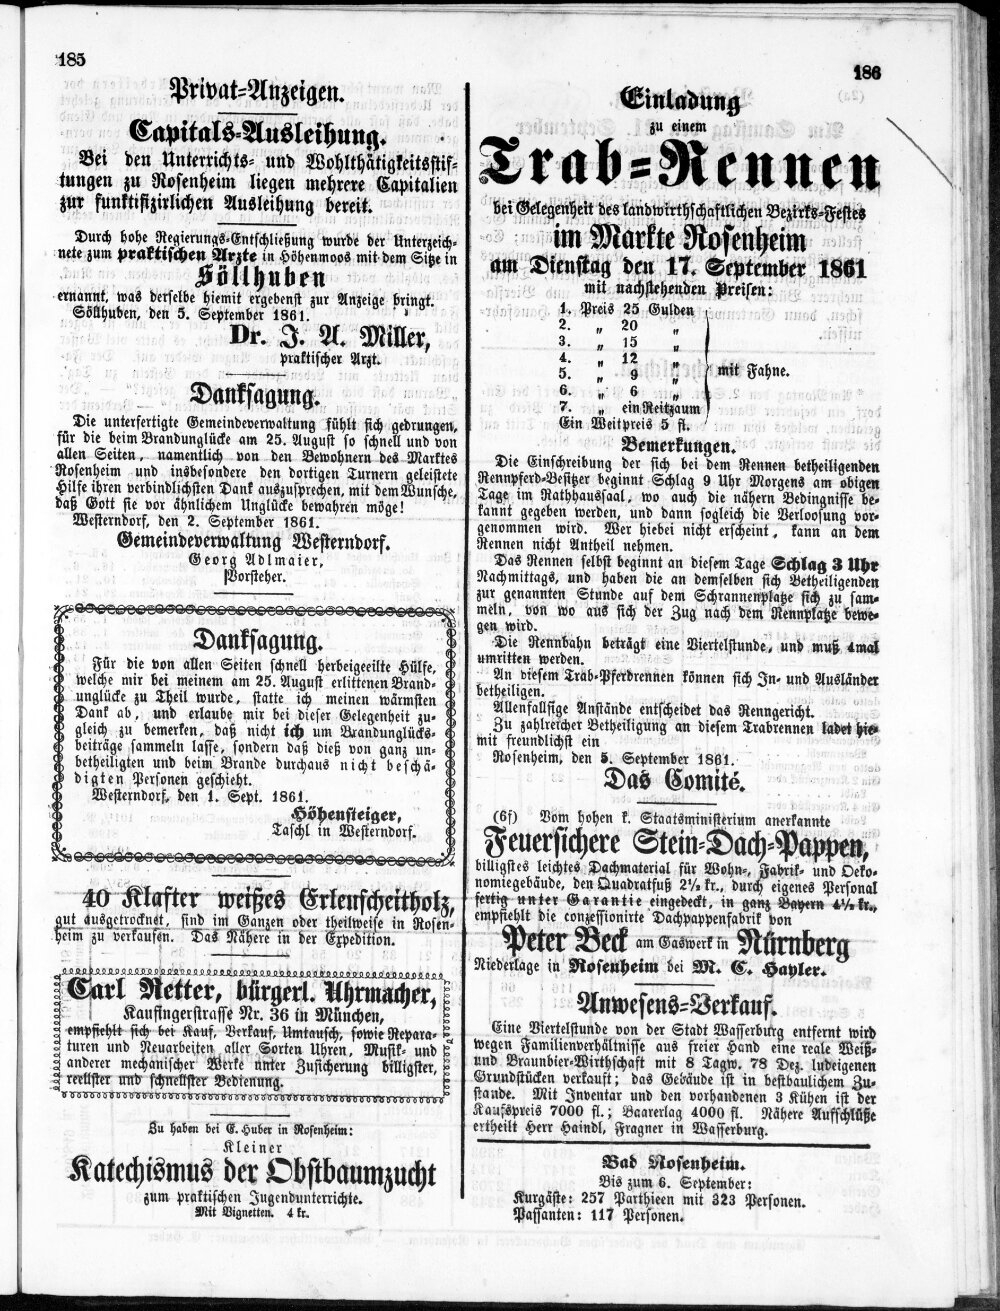 185
Privat-Anzeigen.
Capitals-Ausleihung.
Bei den Unterrichts- und Wohlthätigkeitsstif-
tungen zu Rosenheim liegen mehrere Capitalien
zur funktifizirlichen Ausleihung bereit.
Durch hohe Regierungs-Entschließung wurde der Unterzeich-
nete zum praktischen Arzte in Höhenmoos mit dem Sitze in
Söllhuben
ernannt, was derselbe hiemit ergebenst zur Anzeige bringt.
Söllhuben, den 5. September 1861.
Dr. J. A. Miller,
praktischer Arzt.
Danksagung.
Die unterfertigte Gemeindeverwaltung fühlt sich gedrungen,
für die beim Brandunglücke am 25. August so schnell und von
allen Seiten, namentlich von den Bewohnern des Marktes
Rosenheim und insbesondere den dortigen Turnern geleistete
Hilfe ihren verbindlichsten Dank auszusprechen, mit dem Wunsche,
daß Gott sie vor ähnlichem Unglücke bewahren möge!
Westerndorf, den 2. September 1861.
Gemeindeverwaltung Westerndorf.
Georg Adlmaier,
Vorsteher.
Danksagung.
Für die von allen Seiten schnell herbeigeeilte Hülfe,
welche mir bei meinem am 25. August erlittenen Brand-
unglücke zu Theil wurde, statte ich meinen wärmsten
Dank ab, und erlaube mir bei dieser Gelegenheit zu-
gleich zu bemerken, daß nicht ich um Brandunglücks-
beiträge sammeln lasse, sondern daß dieß von ganz un-
betheiligten und beim Brande durchaus nicht beschä-
digten Personen geschieht.
Westerndorf, den 1. Sept. 1861.
Höhensteiger,
Taschl in Westerndorf.
40 Klafter weißes Erlenscheitholz,
gut ausgetrocknet, sind im Ganzen oder theilweise in Rosen-
heim zu verkaufen. Das Nähere in der Expedition.
Carl Retter, bürgerl. Uhrmacher,
Kaufingerstrasse Nr. 36 in München,
empfiehlt sich bei Kauf, Verkauf, Umtausch, sowie Repara-
turen und Neuarbeiten aller Sorten Uhren, Musik- und
anderer mechanischer Werke unter Zusicherung billigster,
reellster und schnellster Bedienung.
Zu haben bei E. Huber in Rosenheim:
Kleiner
Katechismus der Obstbaumzucht
zum praktischen Jugendunterrichte.
Mit Vignetten. 4 kr.
186
Einladung
zu einem
Trab-Rennen
bei Gelegenheit des landwirthschaftlichen Bezirks-Festes
im Markte Rosenheim
am Dienstag den 17. September 1861
mit nachstehenden Preisen:
1. Preis 25 Gulden
2. „ 20 „
3. „ 15 „
4. „ 12 „
5. „ 9 „ mit Fahne.
6. „ 6 „
7. „ ein Reitzaum
Ein Weitpreis 5 fl.
Bemerkungen.
Die Einschreibung der sich bei dem Rennen betheiligenden
Rennpferd-Besitzer beginnt Schlag 9 Uhr Morgens am obigen
Tage im Rathhaussaal, wo auch die nähern Bedingnisse be-
kannt gegeben werden, und dann sogleich die Verloosung vor-
genommen wird. Wer hiebei nicht erscheint, kann an dem
Rennen nicht Antheil nehmen.
Das Rennen selbst beginnt an diesem Tage Schlag 3 Uhr
Nachmittags, und haben die an demselben sich Betheiligenden
zur genannten Stunde auf dem Schrannenplatze sich zu sam-
meln, von wo aus sich der Zug nach dem Rennplatze bewe-
gen wird.
Die Rennbahn beträgt eine Viertelstunde, und muß 4mal
umritten werden.
An diesem Trab-Pferdrennen können sich In- und Ausländer
betheiligen.
Allenfallsige Anstände entscheidet das Renngericht.
Zu zahlreicher Betheiligung an diesem Trabrennen ladet hie-
mit freundlichst ein
Rosenheim, den 5. September 1861.
Das Comité.
(6f) Vom hohen k. Staatsministerium anerkannte
Feuersichere Stein-Dach-Pappen,
billigstes leichtes Dachmaterial für Wohn-, Fabrik- und Oeko-
nomiegebäude, den Quadratfuß 2½ kr., durch eigenes Personal
fertig unter Garantie eingedeckt, in ganz Bayern 4½ kr.,
empfiehlt die conzessionirte Dachpappenfabrik von
Peter Beck am Gaswerk in Nürnberg
Niederlage in Rosenheim bei M. C. Hayler.
Anwesens-Verkauf.
Eine Viertelstunde von der Stadt Wasserburg entfernt wird
wegen Familienverhältnisse aus freier Hand eine reale Weiß-
und Braunbier-Wirthschaft mit 8 Tagw. 78 Dez. ludeigenen
Grundstücken verkauft; das Gebäude ist in bestbaulichem Zu-
stande. Mit Inventar und den vorhandenen 3 Kühen ist der
Kaufspreis 7000 fl.; Baarerlag 4000 fl. Nähere Aufschlüße
ertheilt Herr Haindl, Fragner in Wasserburg.
Bad Rosenheim.
Bis zum 6. September:
Kurgäste: 257 Parthieen mit 323 Personen.
Passanten: 117 Personen.